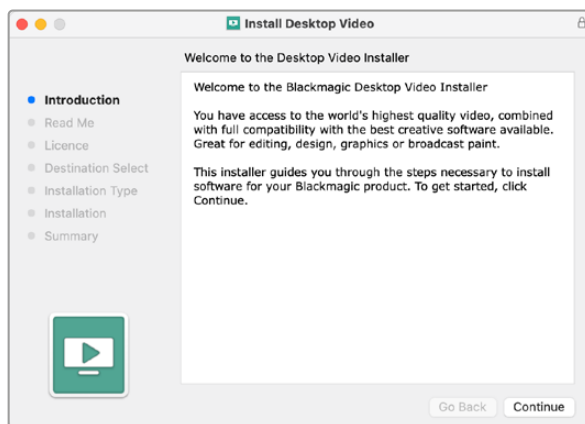 Install Desktop Video
Welcome to the Desktop Video Installer
Introduction
Read Me
Licence
Destination Select
Installation Type
Installation
Summary
Welcome to the Blackmagic Desktop Video Installer
You have access to the world's highest quality video, combined
with full compatibility with the best creative software available.
Great for editing, design, graphics or broadcast paint.
This installer guides you through the steps necessary to install
software for your Blackmagic product. To get started, click
Continue.
Go Back
Continue